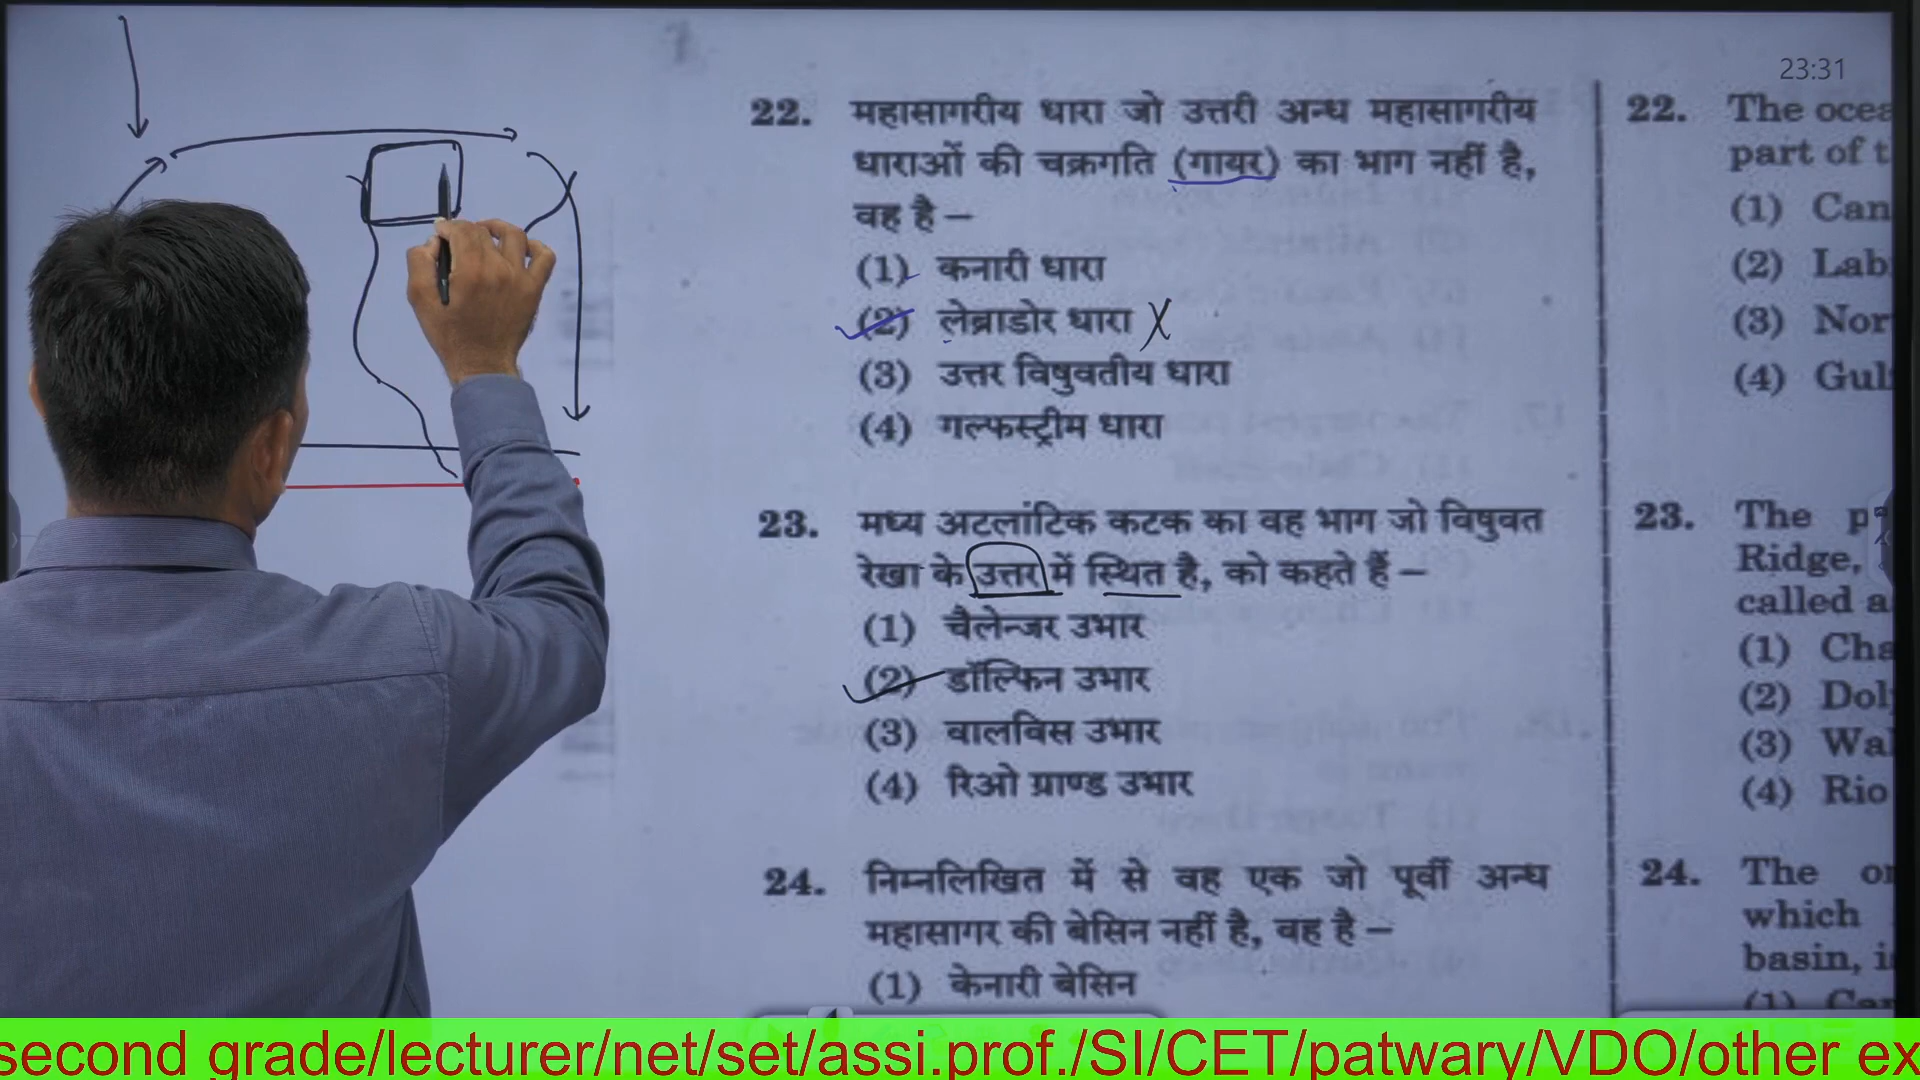 23:31
22. महासागरीय धारा जो उत्तरी अन्ध महासागरीय
धाराओं की चक्रगति (गायर) का भाग नहीं है,
वह है –
(1) कनारी धारा
(2) लेब्राडोर धारा X
(3) उत्तर विषुवतीय धारा
(4) गल्फस्ट्रीम धारा
23. मध्य अटलांटिक कटक का वह भाग जो विषुवत
रेखा के उत्तर में स्थित है, को कहते हैं –
(1) चैलेन्जर उभार
(2) डॉल्फिन उभार
(3) वालविस उभार
(4) रिओ ग्राण्ड उभार
24. निम्नलिखित में से वह एक जो पूर्वी अन्ध
महासागर की बेसिन नहीं है, वह है –
(1) केनारी बेसिन
22. The ocea
part of t
(1) Can
(2) Lab
(3) Nor
(4) Gul
23. The p
Ridge,
called a
(1) Cha
(2) Dol
(3) Wa
(4) Rio
24. The
which
basin, i
second grade/lecturer/net/set/assi.prof./SI/CET/patwary/VDO/other ex